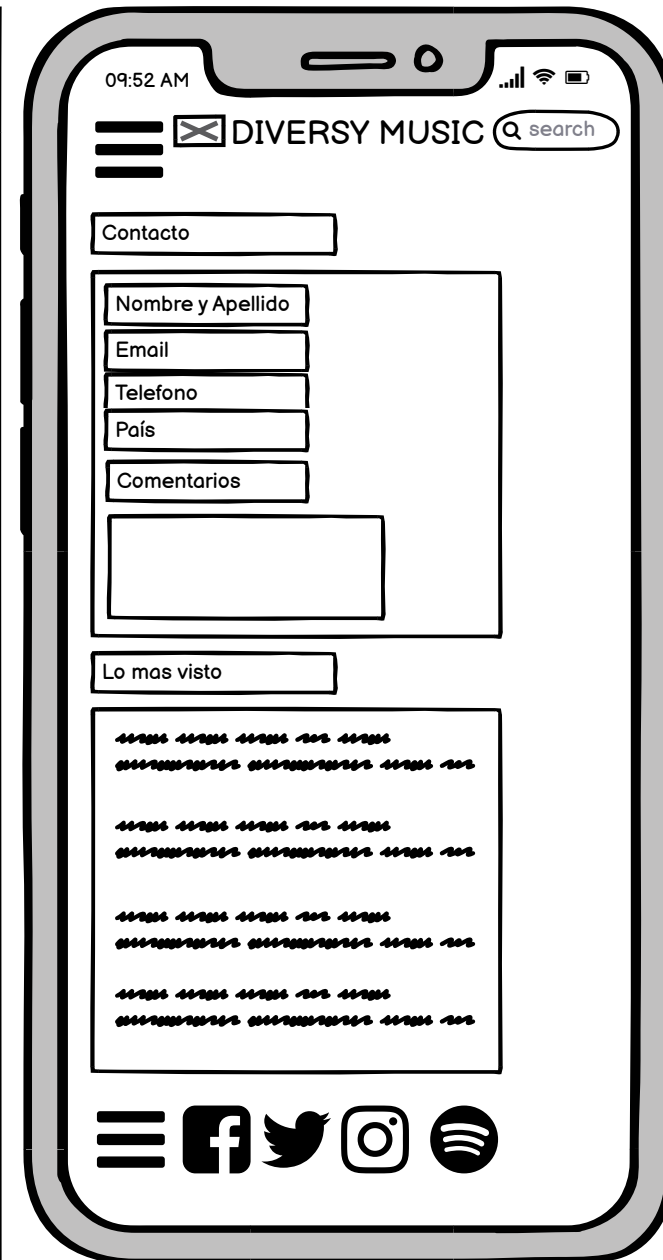 09:52 AM
DIVERSY MUSIC
search
Contacto
Nombre y Apellido
Email
Telefono
País
Comentarios
Lo mas visto